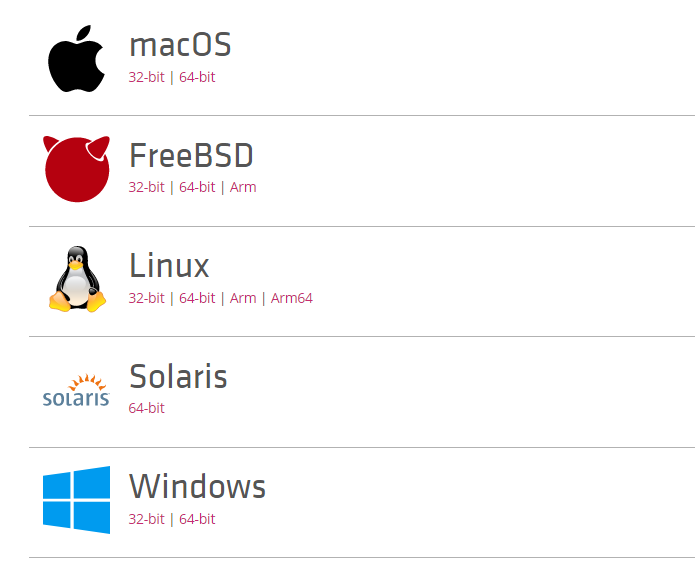 macOS
32-bit | 64-bit
FreeBSD
32-bit | 64-bit | Arm
Linux
32-bit | 64-bit | Arm | Arm64
Solaris
solaris
64-bit
Windows
32-bit | 64-bit